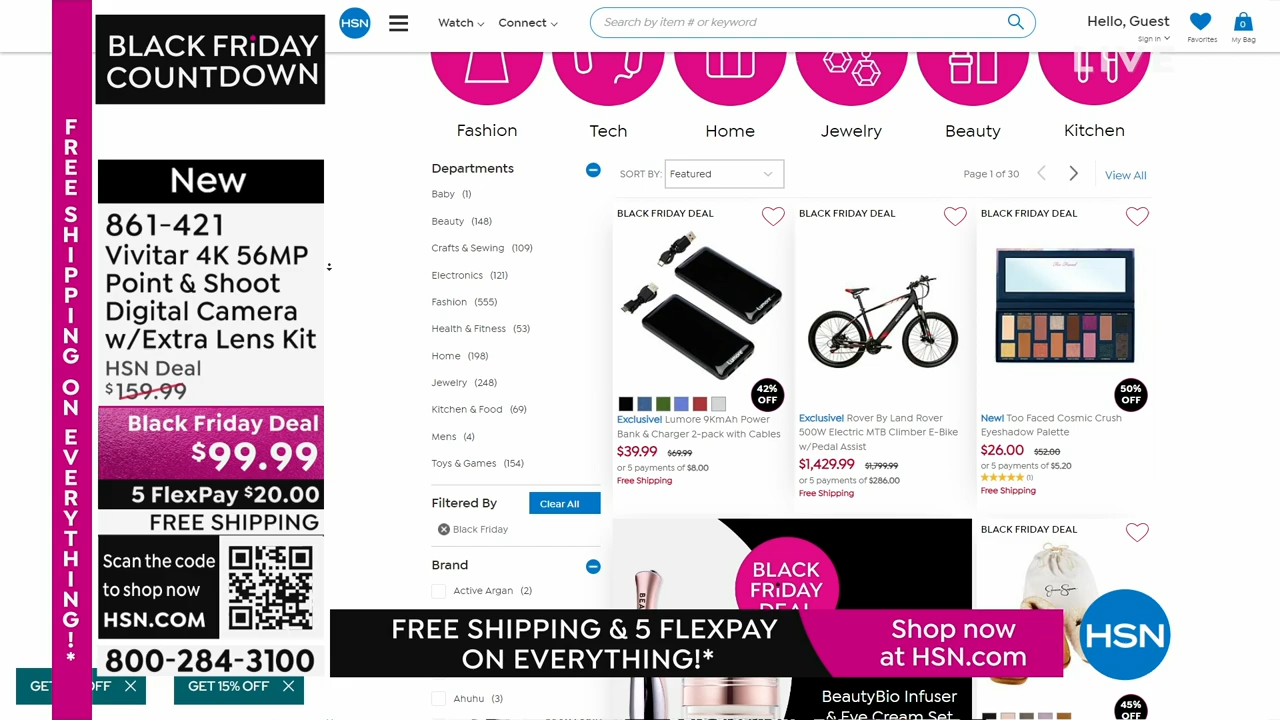 FREE SHIPPING ON EVERYTHING!*
BLACK FRiDAY
COUNTDOWN
New
861-421
Vivitar 4K 56MP
Point & Shoot
Digital Camera
w/Extra Lens Kit
HSN Deal
$159.99
Black Friday Deal
$99.99
5 FlexPay $20.00
FREE SHIPPING
Scan the code
to shop now
HSN.COM
800-284-3100
GET
OFF
GET 15% OFF
HSN
Watch
Connect
Search by item # or keyword
Hello, Guest
Sign in
Favorites
0
My Bag
LIVE
Fashion
Tech
Home
Jewelry
Beauty
Kitchen
Departments
Baby (1)
Beauty (148)
Crafts & Sewing (109)
Electronics (121)
Fashion (555)
Health & Fitness (53)
Home (198)
Jewelry (248)
Kitchen & Food (69)
Mens (4)
Toys & Games (154)
Filtered By
Clear All
Black Friday
Brand
Active Argan (2)
Ahuhu (3)
SORT BY: Featured
Page 1 of 30
View All
BLACK FRIDAY DEAL
42%
OFF
Exclusive! Lumore 9KmAh Power
Bank & Charger 2-pack with Cables
$39.99 $69.99
or 5 payments of $8.00
Free Shipping
BLACK FRIDAY DEAL
Exclusive! Rover By Land Rover
500W Electric MTB Climber E-Bike
w/Pedal Assist
$1,429.99 $1,799.99
or 5 payments of $286.00
Free Shipping
BLACK FRIDAY DEAL
50%
OFF
New! Too Faced Cosmic Crush
Eyeshadow Palette
$26.00 $52.00
or 5 payments of $5.20
(1)
Free Shipping
BLACK
FRiDAY
DEAL
BeautyBio Infuser
& Eye Cream Set
BLACK FRIDAY DEAL
45%
OFF
FREE SHIPPING & 5 FLEXPAY
ON EVERYTHING!*
Shop now
at HSN.com
HSN